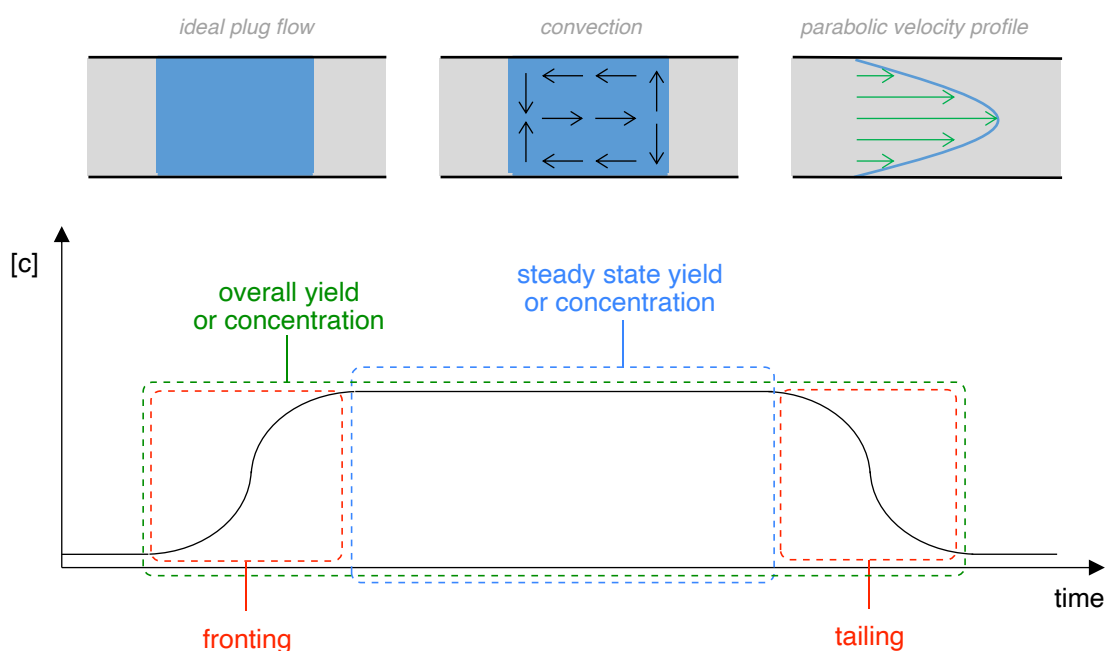 ideal plug flow
convection
parabolic velocity profile
[c]
overall yield
or concentration
steady state yield
or concentration
time
fronting
tailing